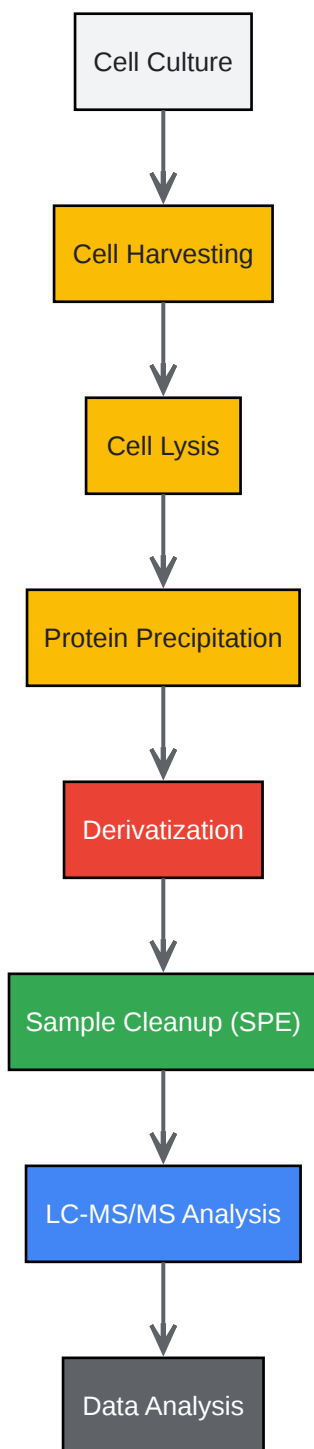 Cell Culture
Cell Harvesting
Cell Lysis
Protein Precipitation
Derivatization
Sample Cleanup (SPE)
LC-MS/MS Analysis
Data Analysis